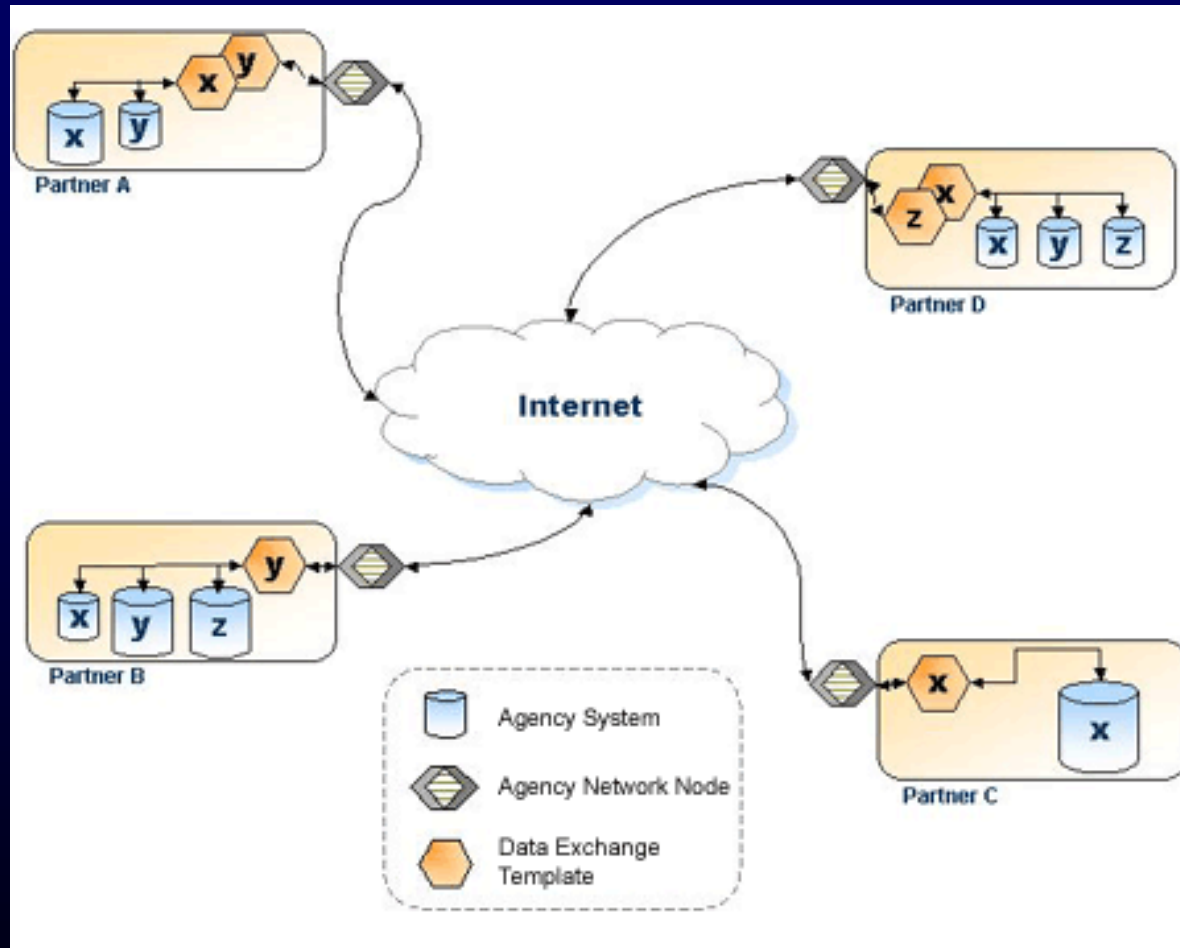 x
y
x
y
Partner A
x
z
x
y
z
Partner D
Internet
y
x
y
z
Partner B
x
x
Partner C
Agency System
Agency Network Node
Data Exchange
Template